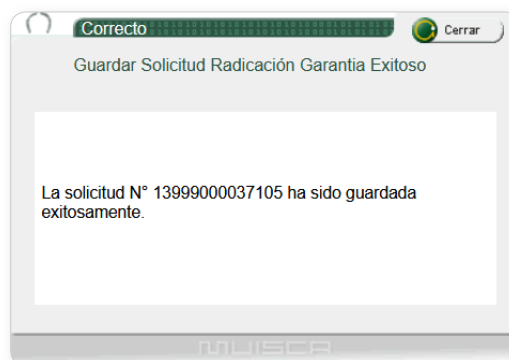 Correcto
Cerrar
Guardar Solicitud Radicación Garantia Exitoso
La solicitud N° 13999000037105 ha sido guardada
exitosamente.
MUISCA